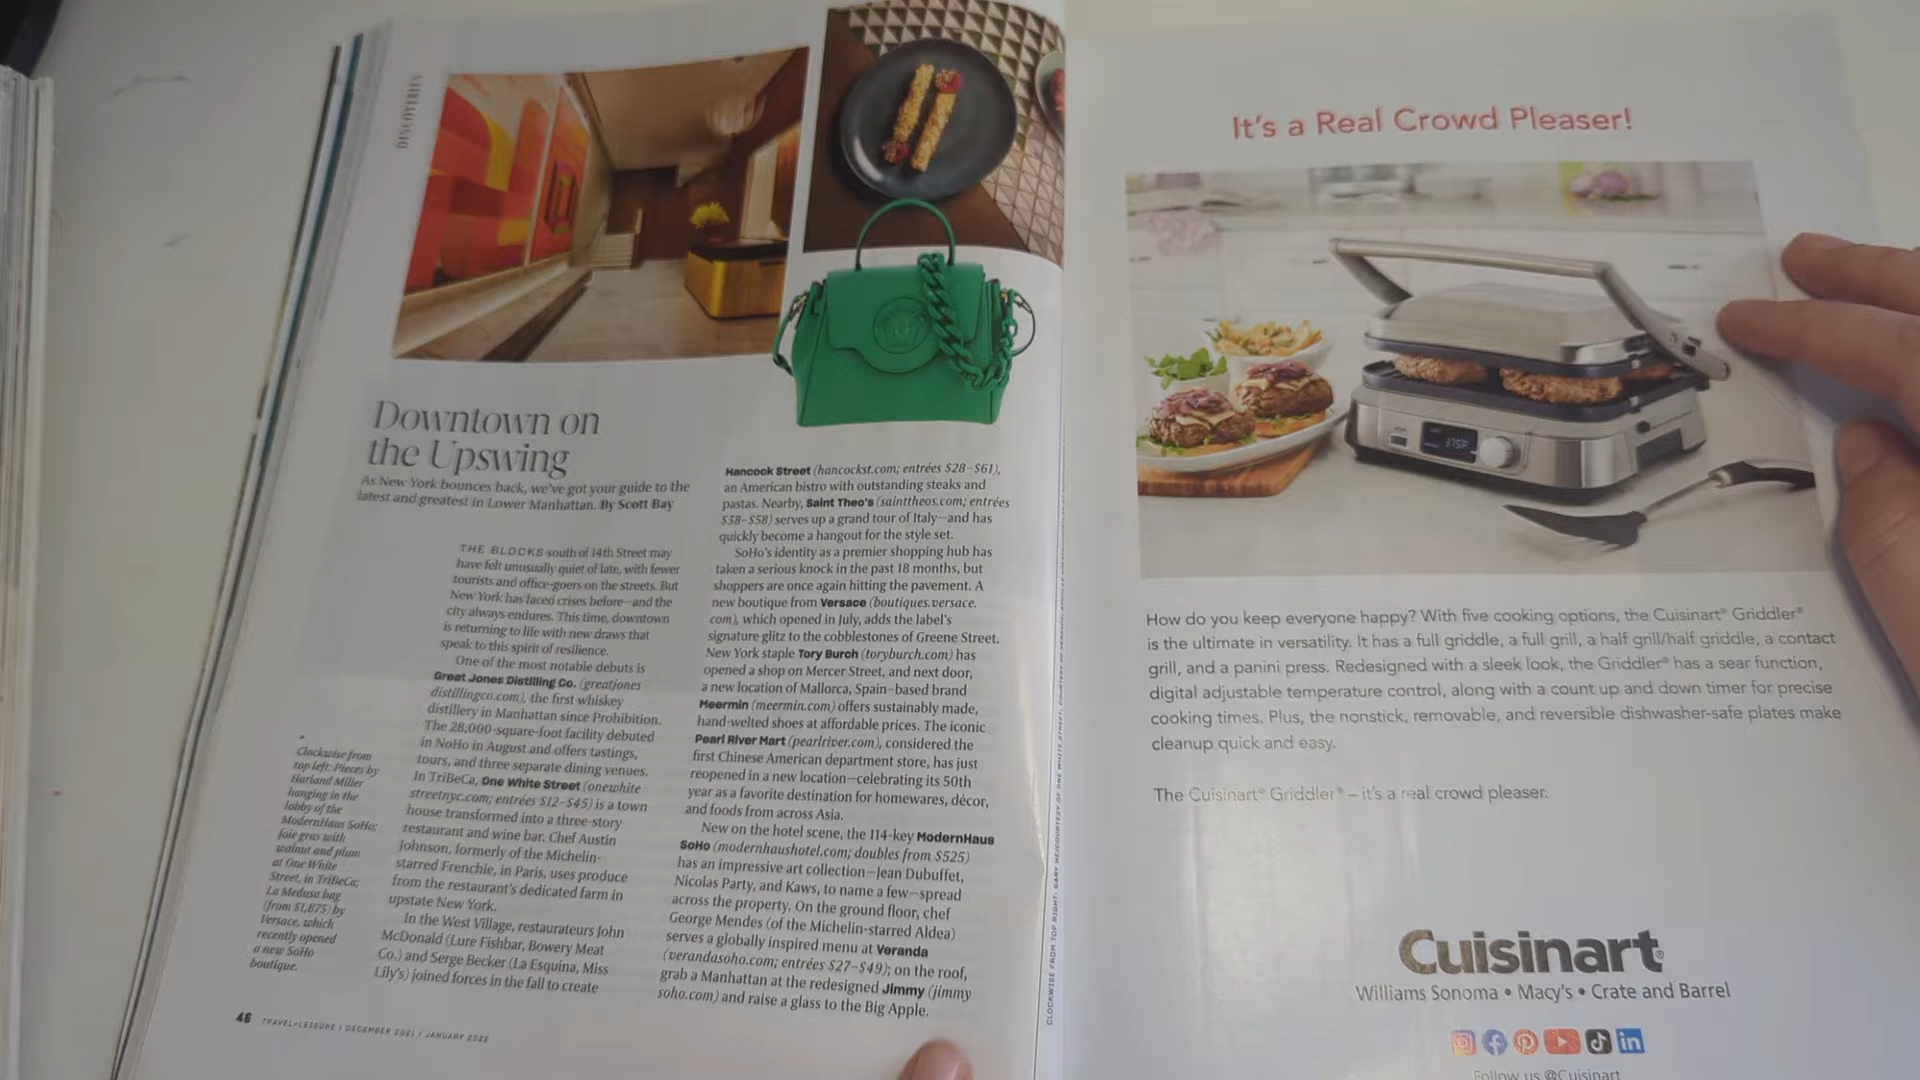 DISCOVERIES
Downtown on
the Upswing
As New York bounces back, we've got your guide to the
latest and greatest in Lower Manhattan. By Scott Bay
THE BLOCKS south of 14th Street may
have felt unusually quiet of late, with fewer
tourists and office-goers on the streets. But
New York has faced crises before—and the
city always endures. This time, downtown
is returning to life with new draws that
speak to this spirit of resilience.
One of the most notable debuts is
Great Jones Distilling Co. (greatjones
distillingco.com), the first whiskey
distillery in Manhattan since Prohibition.
The 28,000-square-foot facility debuted
in NoHo in August and offers tastings,
tours, and three separate dining venues.
In TriBeCa, One White Street (onewhite
streetnyc.com; entrées $12–$45) is a town
house transformed into a three-story
restaurant and wine bar. Chef Austin
Johnson, formerly of the Michelin-
starred Frenchie, in Paris, uses produce
from the restaurant's dedicated farm in
upstate New York.
In the West Village, restaurateurs John
McDonald (Lure Fishbar, Bowery Meat
Co.) and Serge Becker (La Esquina, Miss
Lily's) joined forces in the fall to create
Hancock Street (hancockst.com; entrées $28–$61),
an American bistro with outstanding steaks and
pastas. Nearby, Saint Theo's (sainttheos.com; entrées
$38–$58) serves up a grand tour of Italy—and has
quickly become a hangout for the style set.
SoHo's identity as a premier shopping hub has
taken a serious knock in the past 18 months, but
shoppers are once again hitting the pavement. A
new boutique from Versace (boutiques.versace.
com), which opened in July, adds the label's
signature glitz to the cobblestones of Greene Street.
New York staple Tory Burch (toryburch.com) has
opened a shop on Mercer Street, and next door,
a new location of Mallorca, Spain–based brand
Meermin (meermin.com) offers sustainably made,
hand-welted shoes at affordable prices. The iconic
Pearl River Mart (pearlriver.com), considered the
first Chinese American department store, has just
reopened in a new location—celebrating its 50th
year as a favorite destination for homewares, décor,
and foods from across Asia.
New on the hotel scene, the 114-key ModernHaus
SoHo (modernhaushotel.com; doubles from $525)
has an impressive art collection—Jean Dubuffet,
Nicolas Party, and Kaws, to name a few—spread
across the property. On the ground floor, chef
George Mendes (of the Michelin-starred Aldea)
serves a globally inspired menu at Veranda
(verandasoho.com; entrées $27–$49); on the roof,
grab a Manhattan at the redesigned Jimmy (jimmy
soho.com) and raise a glass to the Big Apple.
Clockwise from
top left: Pieces by
Harland Miller
hanging in the
lobby of the
ModernHaus SoHo;
foie gras with
walnut and plum
at One White
Street, in TriBeCa;
La Medusa bag
(from $1,875) by
Versace, which
recently opened
a new SoHo
boutique.
46 TRAVEL+LEISURE | DECEMBER 2021 / JANUARY 2022
CLOCKWISE FROM TOP RIGHT:
It's a Real Crowd Pleaser!
375F
How do you keep everyone happy? With five cooking options, the Cuisinart® Griddler®
is the ultimate in versatility. It has a full griddle, a full grill, a half grill/half griddle, a contact
grill, and a panini press. Redesigned with a sleek look, the Griddler® has a sear function,
digital adjustable temperature control, along with a count up and down timer for precise
cooking times. Plus, the nonstick, removable, and reversible dishwasher-safe plates make
cleanup quick and easy.
The Cuisinart® Griddler® – it's a real crowd pleaser.
Cuisinart®
Williams Sonoma • Macy's • Crate and Barrel
Follow us @Cuisinart